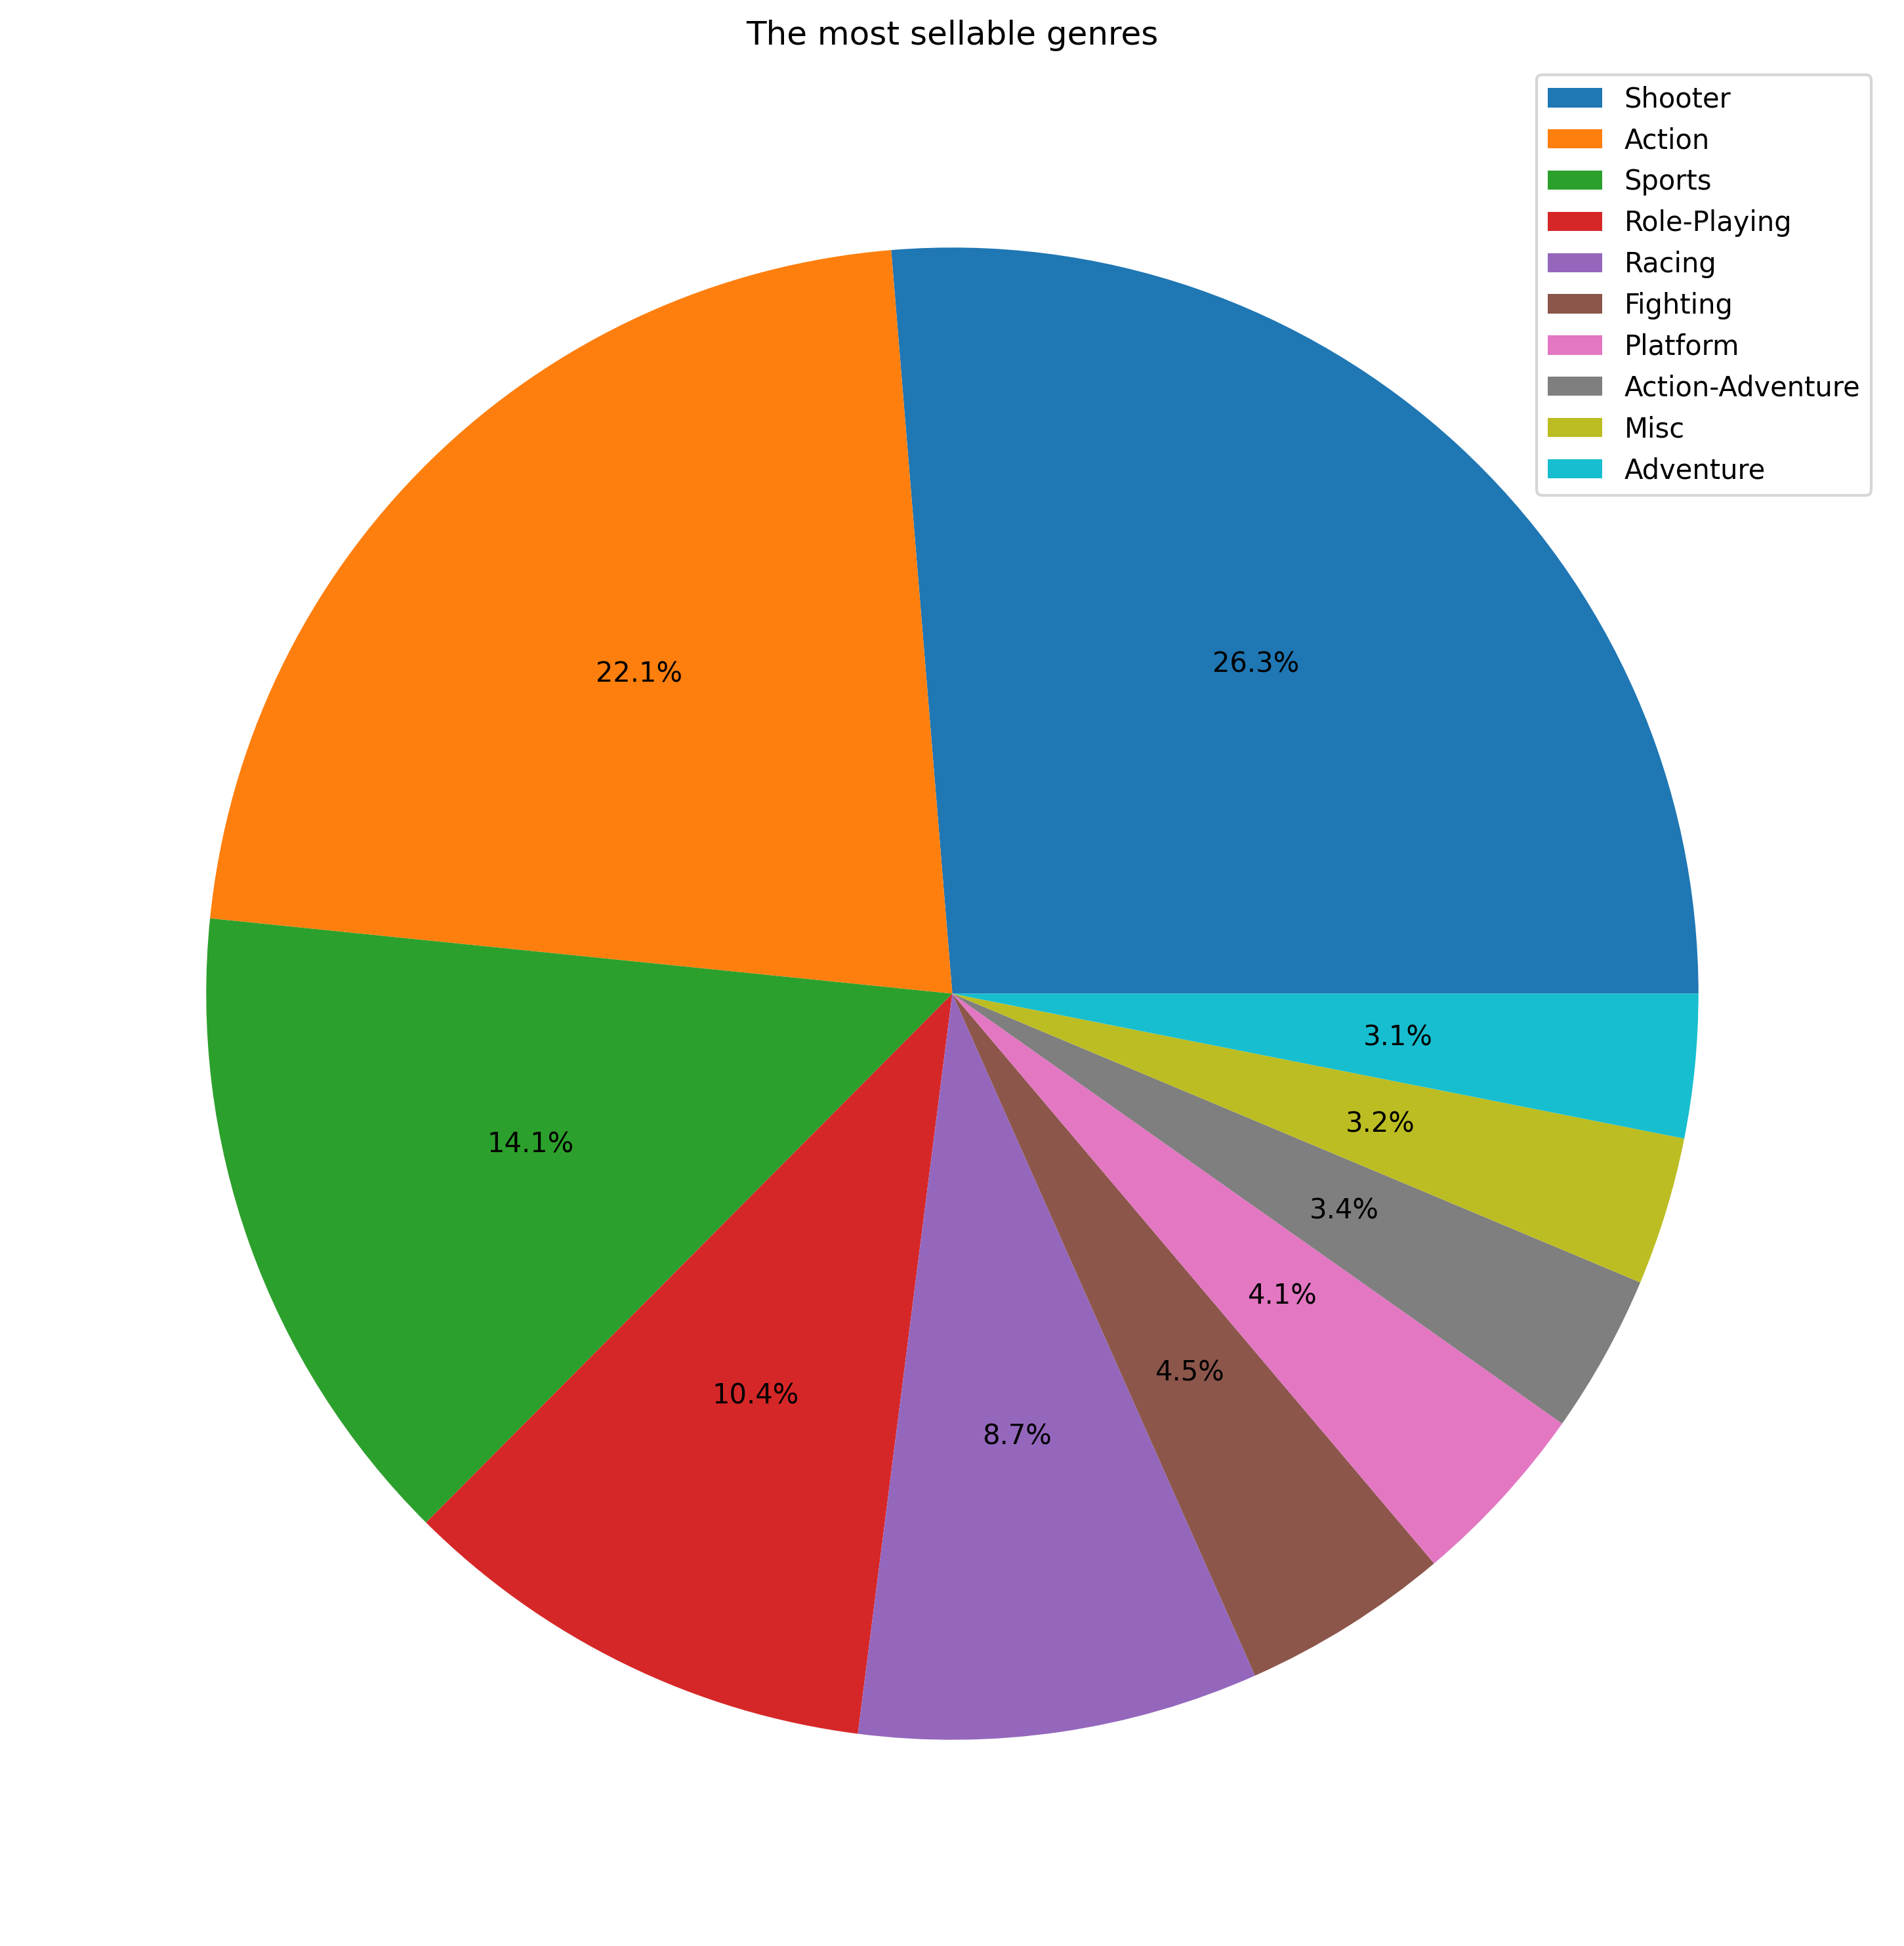 The most sellable genres
Shooter
Action
Sports
Role-Playing
Racing
Fighting
Platform
Action-Adventure
Misc
Adventure
26.3%
22.1%
14.1%
10.4%
8.7%
4.5%
4.1%
3.4%
3.2%
3.1%